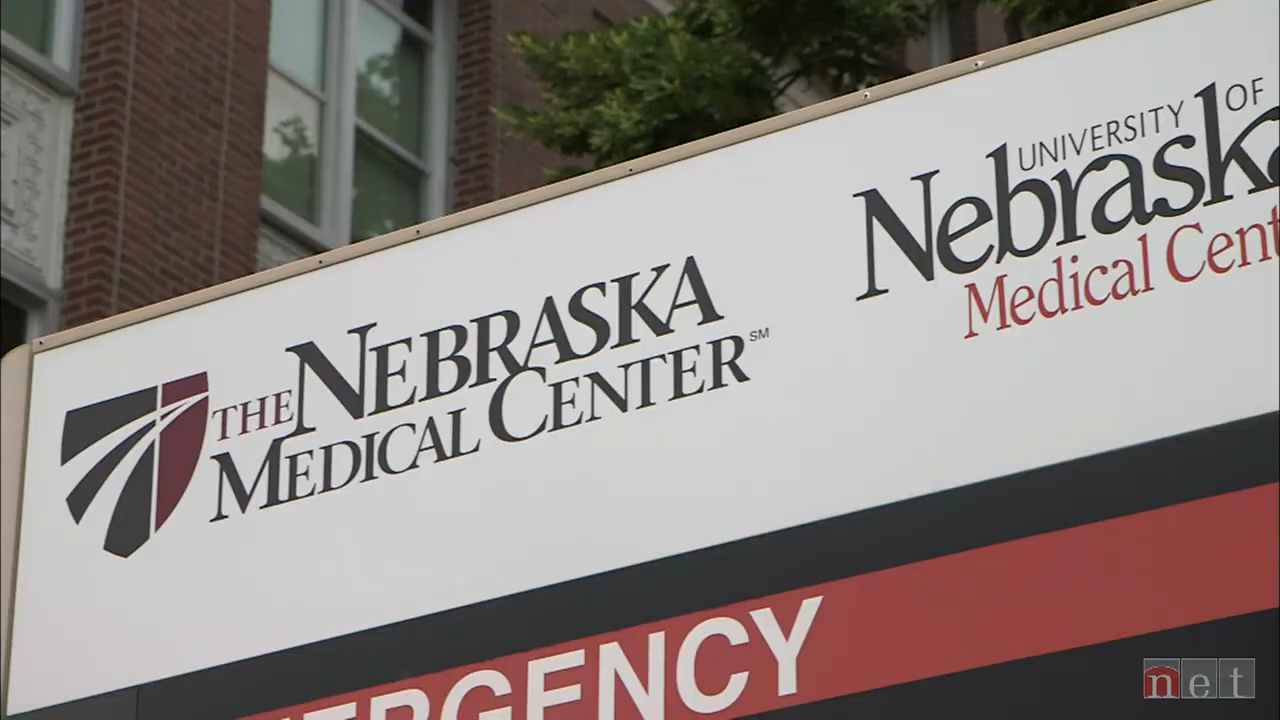 THE NEBRASKA
MEDICAL CENTER SM
UNIVERSITY OF
Nebraska
Medical Cent
ERGENCY
net